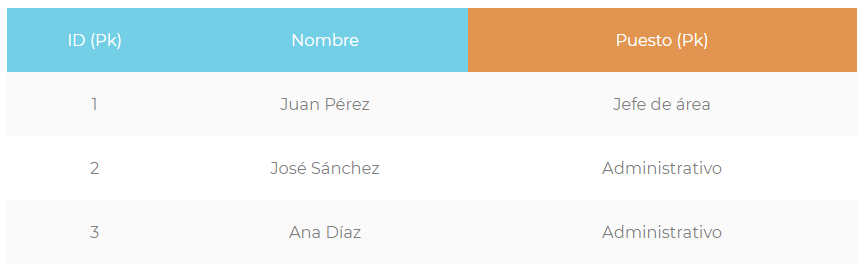 ID (Pk) Nombre Puesto (Pk)
1 Juan Pérez Jefe de área
2 José Sánchez Administrativo
3 Ana Díaz Administrativo